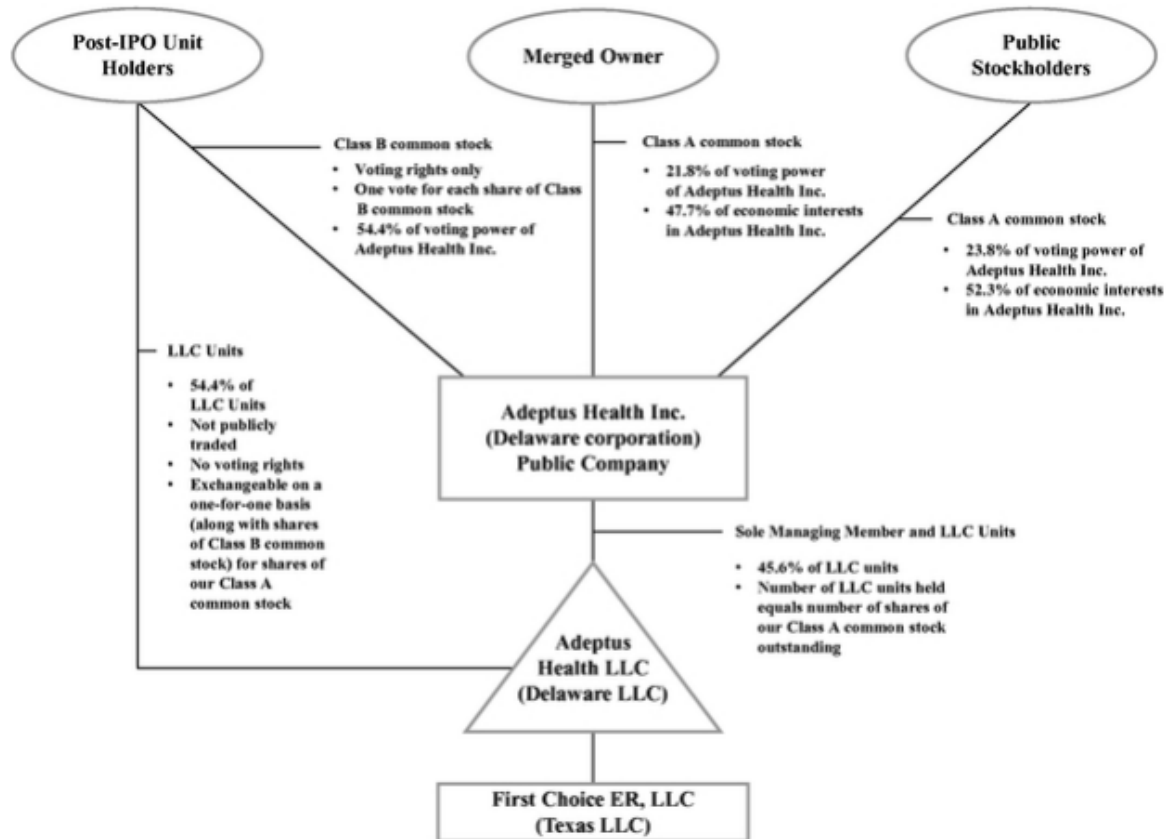 Post-IPO Unit
Holders
Merged Owner
Public
Stockholders
Class B common stock
• Voting rights only
• One vote for each share of Class
B common stock
• 54.4% of voting power of
Adeptus Health Inc.
Class A common stock
• 21.8% of voting power
of Adeptus Health Inc.
• 47.7% of economic interests
in Adeptus Health Inc.
Class A common stock
• 23.8% of voting power of
Adeptus Health Inc.
• 52.3% of economic interests
in Adeptus Health Inc.
LLC Units
• 54.4% of
LLC Units
• Not publicly
traded
• No voting rights
• Exchangeable on a
one-for-one basis
(along with shares
of Class B common
stock) for shares of
our Class A
common stock
Adeptus Health Inc.
(Delaware corporation)
Public Company
Sole Managing Member and LLC Units
• 45.6% of LLC units
• Number of LLC units held
equals number of shares of
our Class A common stock
outstanding
Adeptus
Health LLC
(Delaware LLC)
First Choice ER, LLC
(Texas LLC)